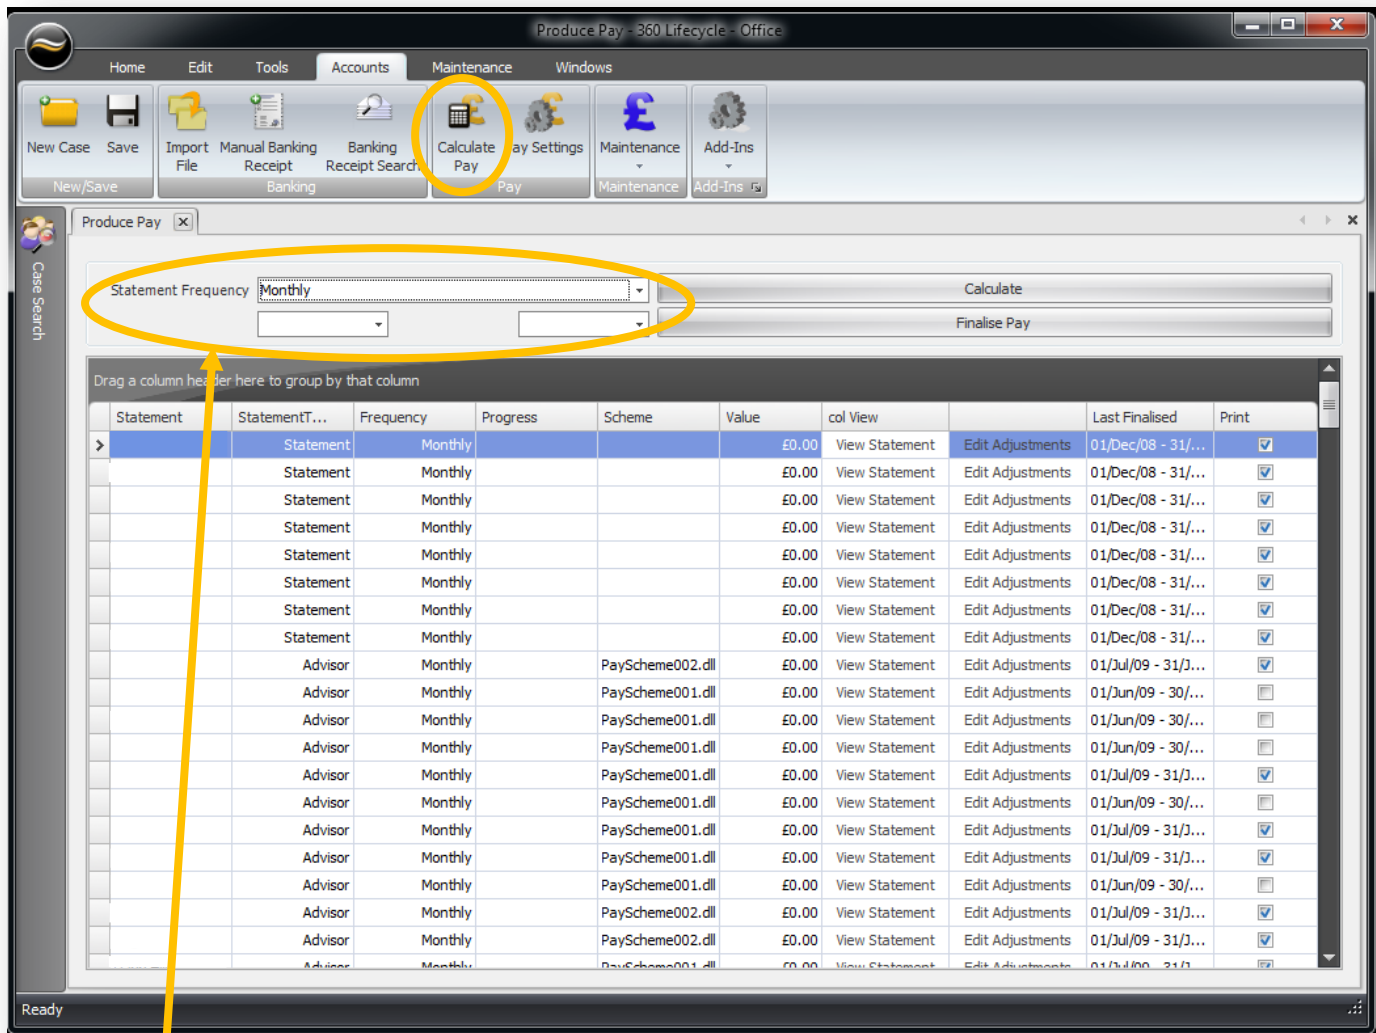 Produce Pay - 360 Lifecycle - Office
Home Edit Tools Accounts Maintenance Windows
New Case Save Import File Manual Banking Receipt Banking Receipt Search Calculate Pay Pay Settings Maintenance Add-Ins
New/Save Banking Pay Maintenance Add-Ins
Produce Pay
Case Search
Statement Frequency Monthly Calculate
Finalise Pay
Drag a column header here to group by that column
Statement StatementT... Frequency Progress Scheme Value col View Last Finalised Print
Statement Monthly £0.00 View Statement Edit Adjustments 01/Dec/08 - 31/...
Statement Monthly £0.00 View Statement Edit Adjustments 01/Dec/08 - 31/...
Statement Monthly £0.00 View Statement Edit Adjustments 01/Dec/08 - 31/...
Statement Monthly £0.00 View Statement Edit Adjustments 01/Dec/08 - 31/...
Statement Monthly £0.00 View Statement Edit Adjustments 01/Dec/08 - 31/...
Statement Monthly £0.00 View Statement Edit Adjustments 01/Dec/08 - 31/...
Statement Monthly £0.00 View Statement Edit Adjustments 01/Dec/08 - 31/...
Statement Monthly £0.00 View Statement Edit Adjustments 01/Dec/08 - 31/...
Advisor Monthly PayScheme002.dll £0.00 View Statement Edit Adjustments 01/Jul/09 - 31/J...
Advisor Monthly PayScheme001.dll £0.00 View Statement Edit Adjustments 01/Jun/09 - 30/...
Advisor Monthly PayScheme001.dll £0.00 View Statement Edit Adjustments 01/Jun/09 - 30/...
Advisor Monthly PayScheme001.dll £0.00 View Statement Edit Adjustments 01/Jun/09 - 30/...
Advisor Monthly PayScheme001.dll £0.00 View Statement Edit Adjustments 01/Jul/09 - 31/J...
Advisor Monthly PayScheme001.dll £0.00 View Statement Edit Adjustments 01/Jun/09 - 30/...
Advisor Monthly PayScheme001.dll £0.00 View Statement Edit Adjustments 01/Jul/09 - 31/J...
Advisor Monthly PayScheme001.dll £0.00 View Statement Edit Adjustments 01/Jul/09 - 31/J...
Advisor Monthly PayScheme001.dll £0.00 View Statement Edit Adjustments 01/Jun/09 - 30/...
Advisor Monthly PayScheme002.dll £0.00 View Statement Edit Adjustments 01/Jul/09 - 31/J...
Advisor Monthly PayScheme002.dll £0.00 View Statement Edit Adjustments 01/Jul/09 - 31/J...
Advisor Monthly PayScheme001.dll £0.00 View Statement Edit Adjustments 01/Jul/09 - 31/J...
Ready